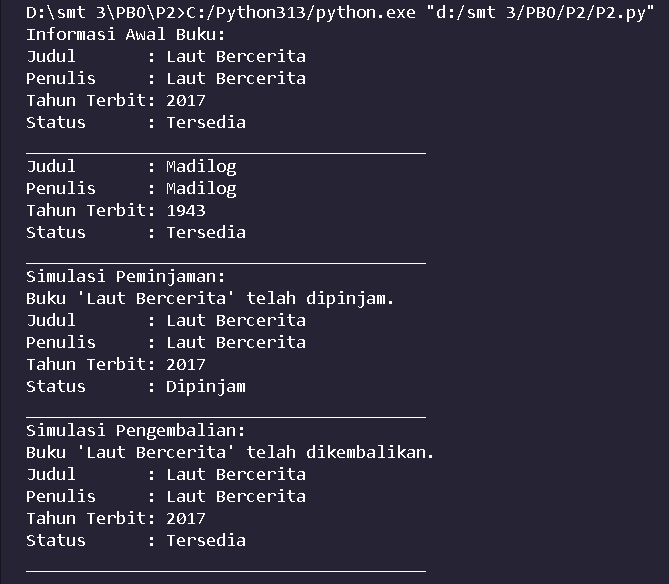 D:\smt 3\PBO\P2>C:/Python313/python.exe "d:/smt 3/PBO/P2/P2.py"
Informasi Awal Buku:
Judul       : Laut Bercerita
Penulis     : Laut Bercerita
Tahun Terbit: 2017
Status      : Tersedia
________________________________________
Judul       : Madilog
Penulis     : Madilog
Tahun Terbit: 1943
Status      : Tersedia
________________________________________
Simulasi Peminjaman:
Buku 'Laut Bercerita' telah dipinjam.
Judul       : Laut Bercerita
Penulis     : Laut Bercerita
Tahun Terbit: 2017
Status      : Dipinjam
________________________________________
Simulasi Pengembalian:
Buku 'Laut Bercerita' telah dikembalikan.
Judul       : Laut Bercerita
Penulis     : Laut Bercerita
Tahun Terbit: 2017
Status      : Tersedia
________________________________________